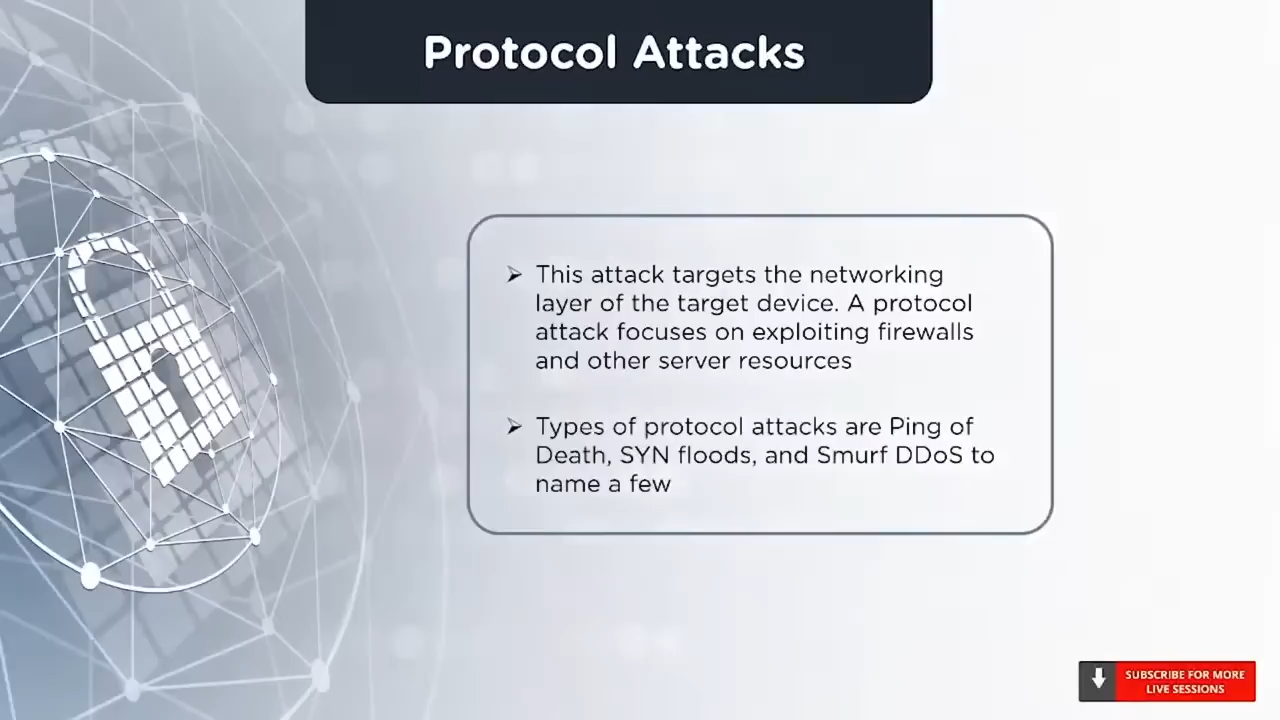 Protocol Attacks
➢ This attack targets the networking
layer of the target device. A protocol
attack focuses on exploiting firewalls
and other server resources
➢ Types of protocol attacks are Ping of
Death, SYN floods, and Smurf DDoS to
name a few
SUBSCRIBE FOR MORE
LIVE SESSIONS